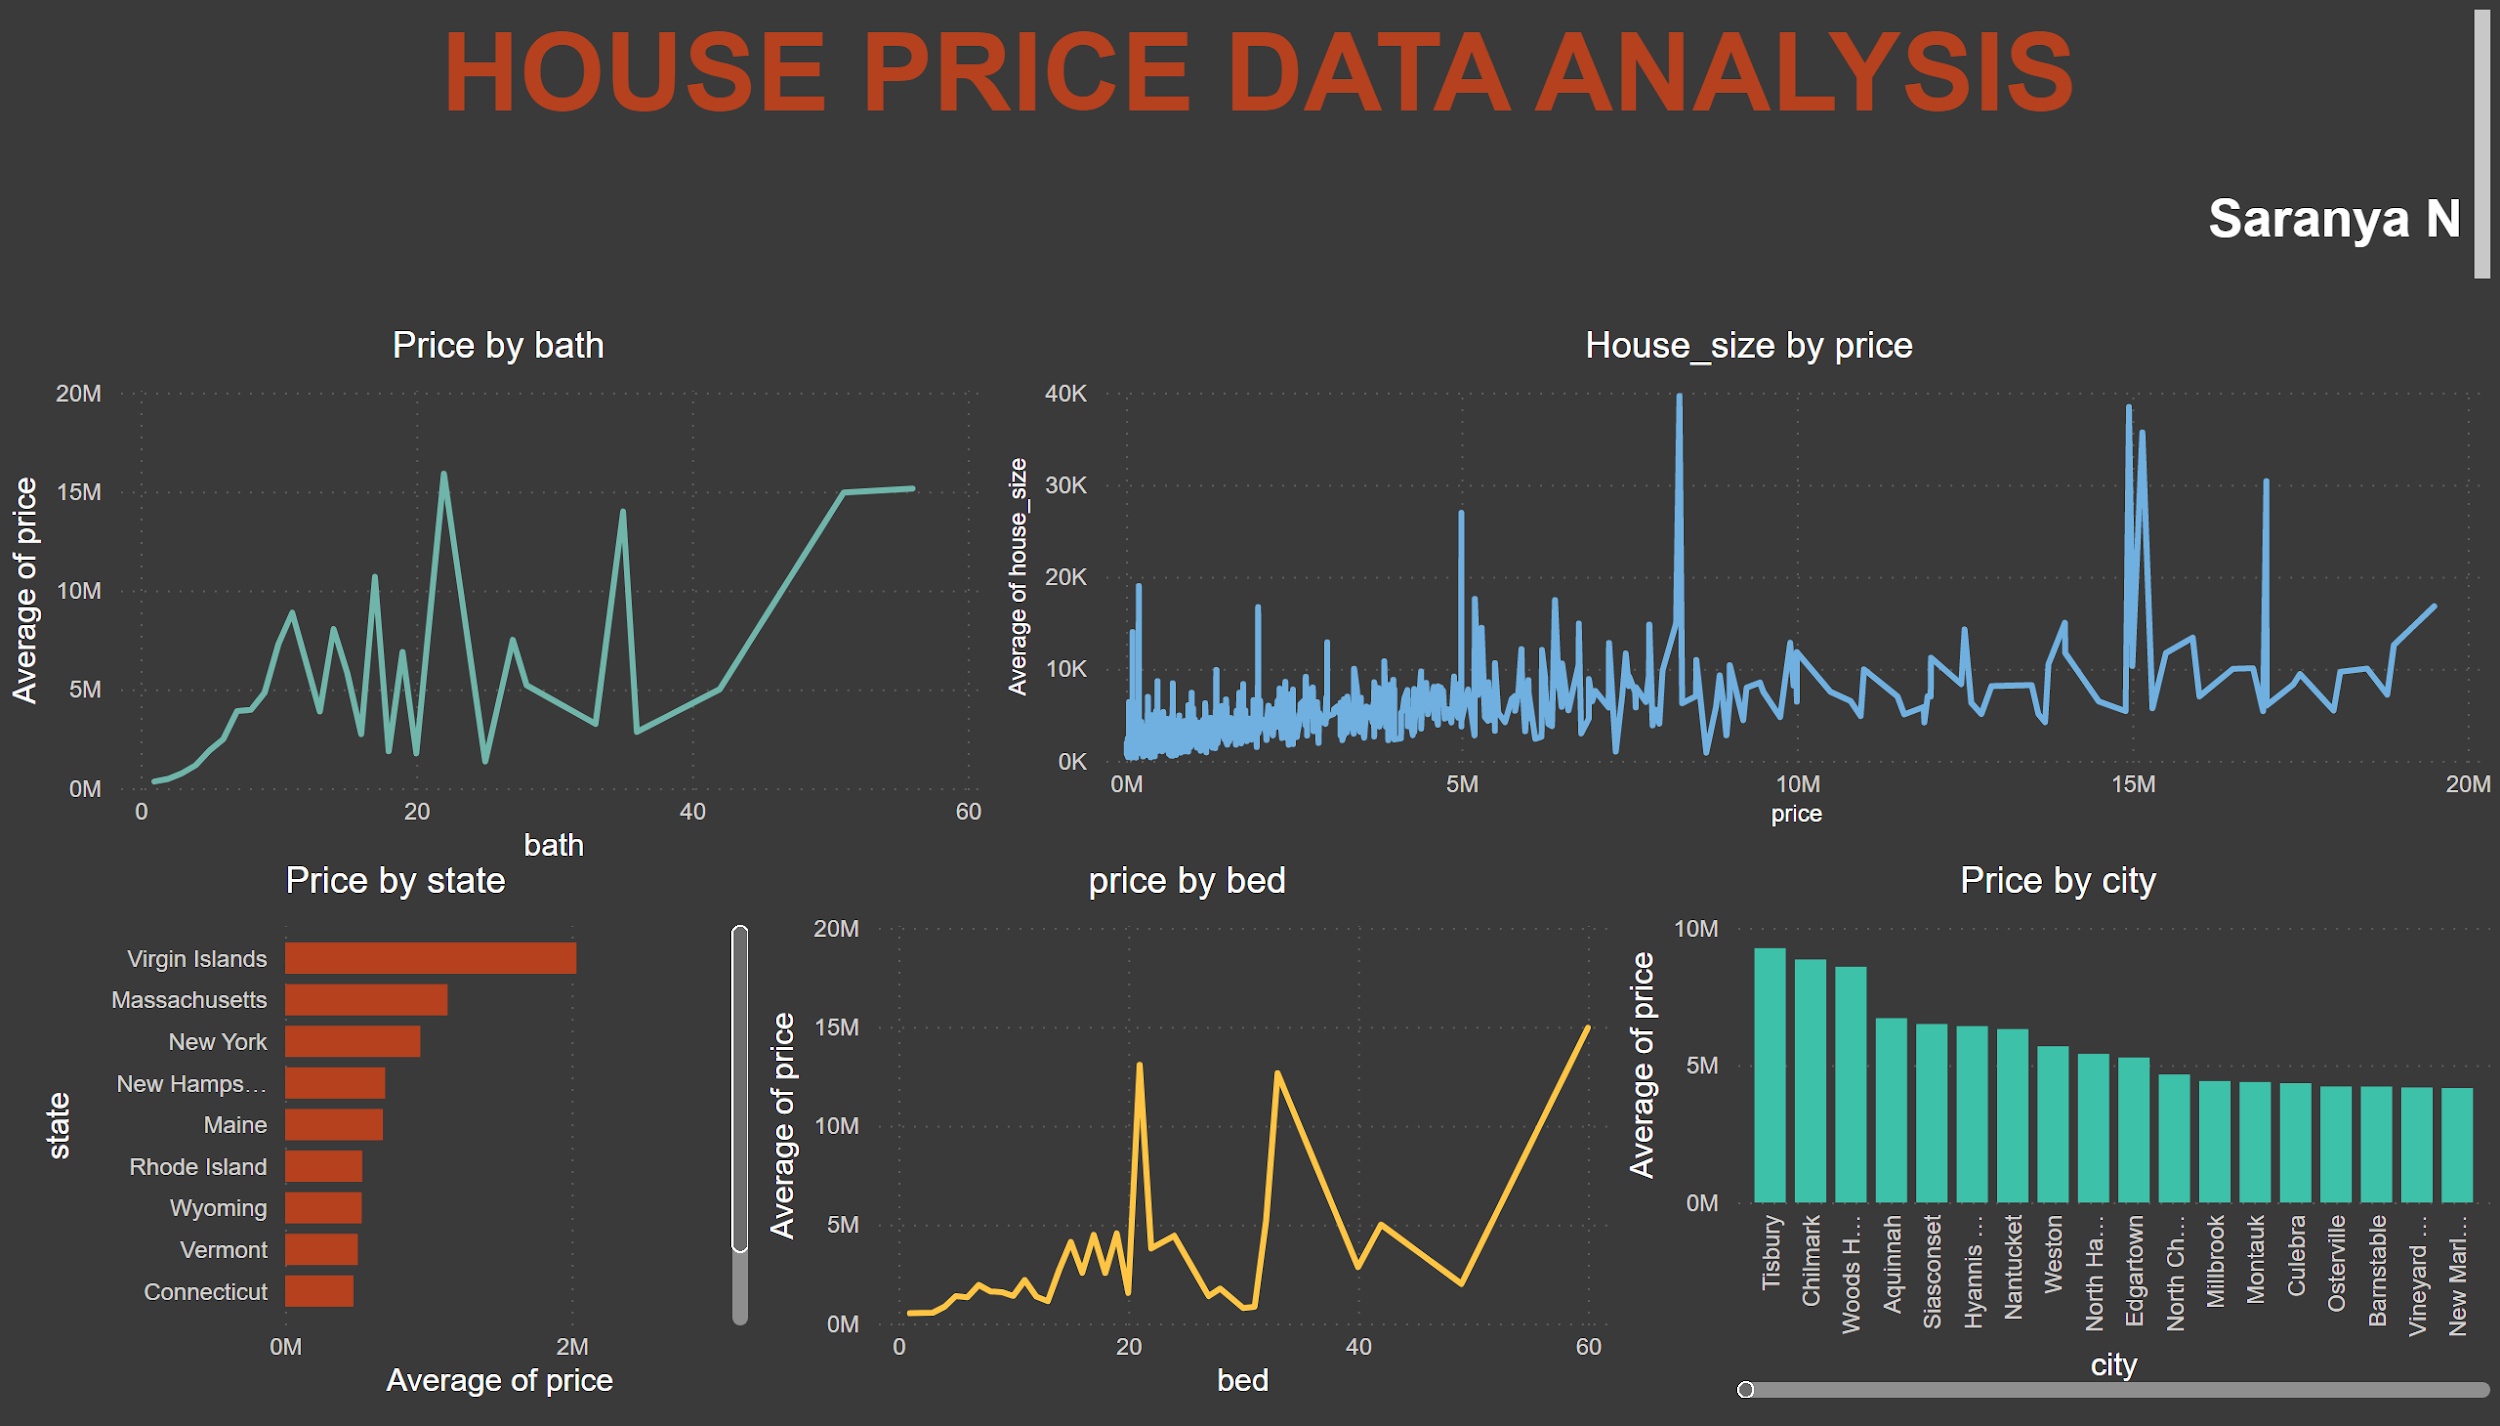 HOUSE PRICE DATA ANALYSIS
Saranya N
Price by bath
Average of price
20M
15M
10M
5M
0M
0
20
40
60
bath
House_size by price
Average of house_size
40K
30K
20K
10K
0K
0M
5M
10M
15M
20M
price
Price by state
state
Virgin Islands
Massachusetts
New York
New Hamps...
Maine
Rhode Island
Wyoming
Vermont
Connecticut
0M
2M
Average of price
price by bed
Average of price
20M
15M
10M
5M
0M
0
20
40
60
bed
Price by city
Average of price
10M
5M
0M
Tisbury
Chilmark
Woods H...
Aquinnah
Siasconset
Hyannis ...
Nantucket
Weston
North Ha...
Edgartown
North Ch...
Millbrook
Montauk
Culebra
Osterville
Barnstable
Vineyard ...
New Marl...
city